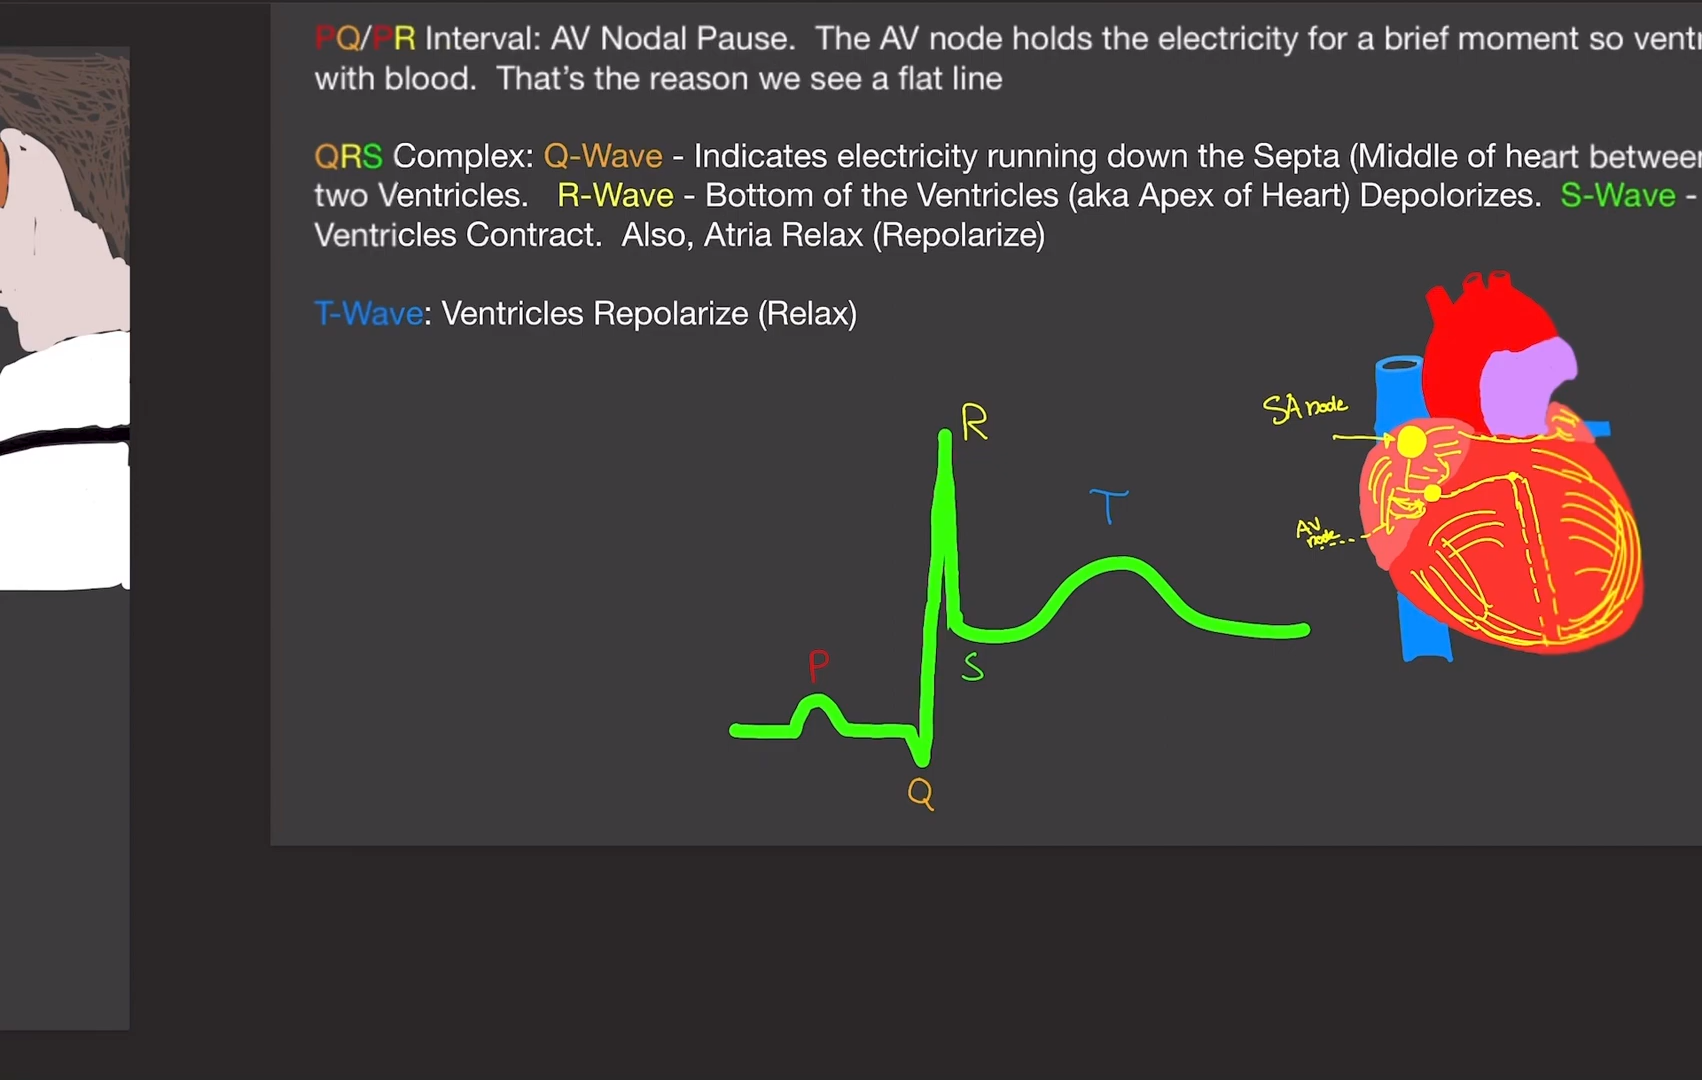 PQ/PR Interval: AV Nodal Pause. The AV node holds the electricity for a brief moment so
with blood. That's the reason we see a flat line
QRS Complex: Q-Wave - Indicates electricity running down the Septa (Middle of heart between
two Ventricles. R-Wave - Bottom of the Ventricles (aka Apex of Heart) Depolorizes. S-Wave -
Ventricles Contract. Also, Atria Relax (Repolarize)
T-Wave: Ventricles Repolarize (Relax)
R
SA node
T
AV
node
P
S
Q